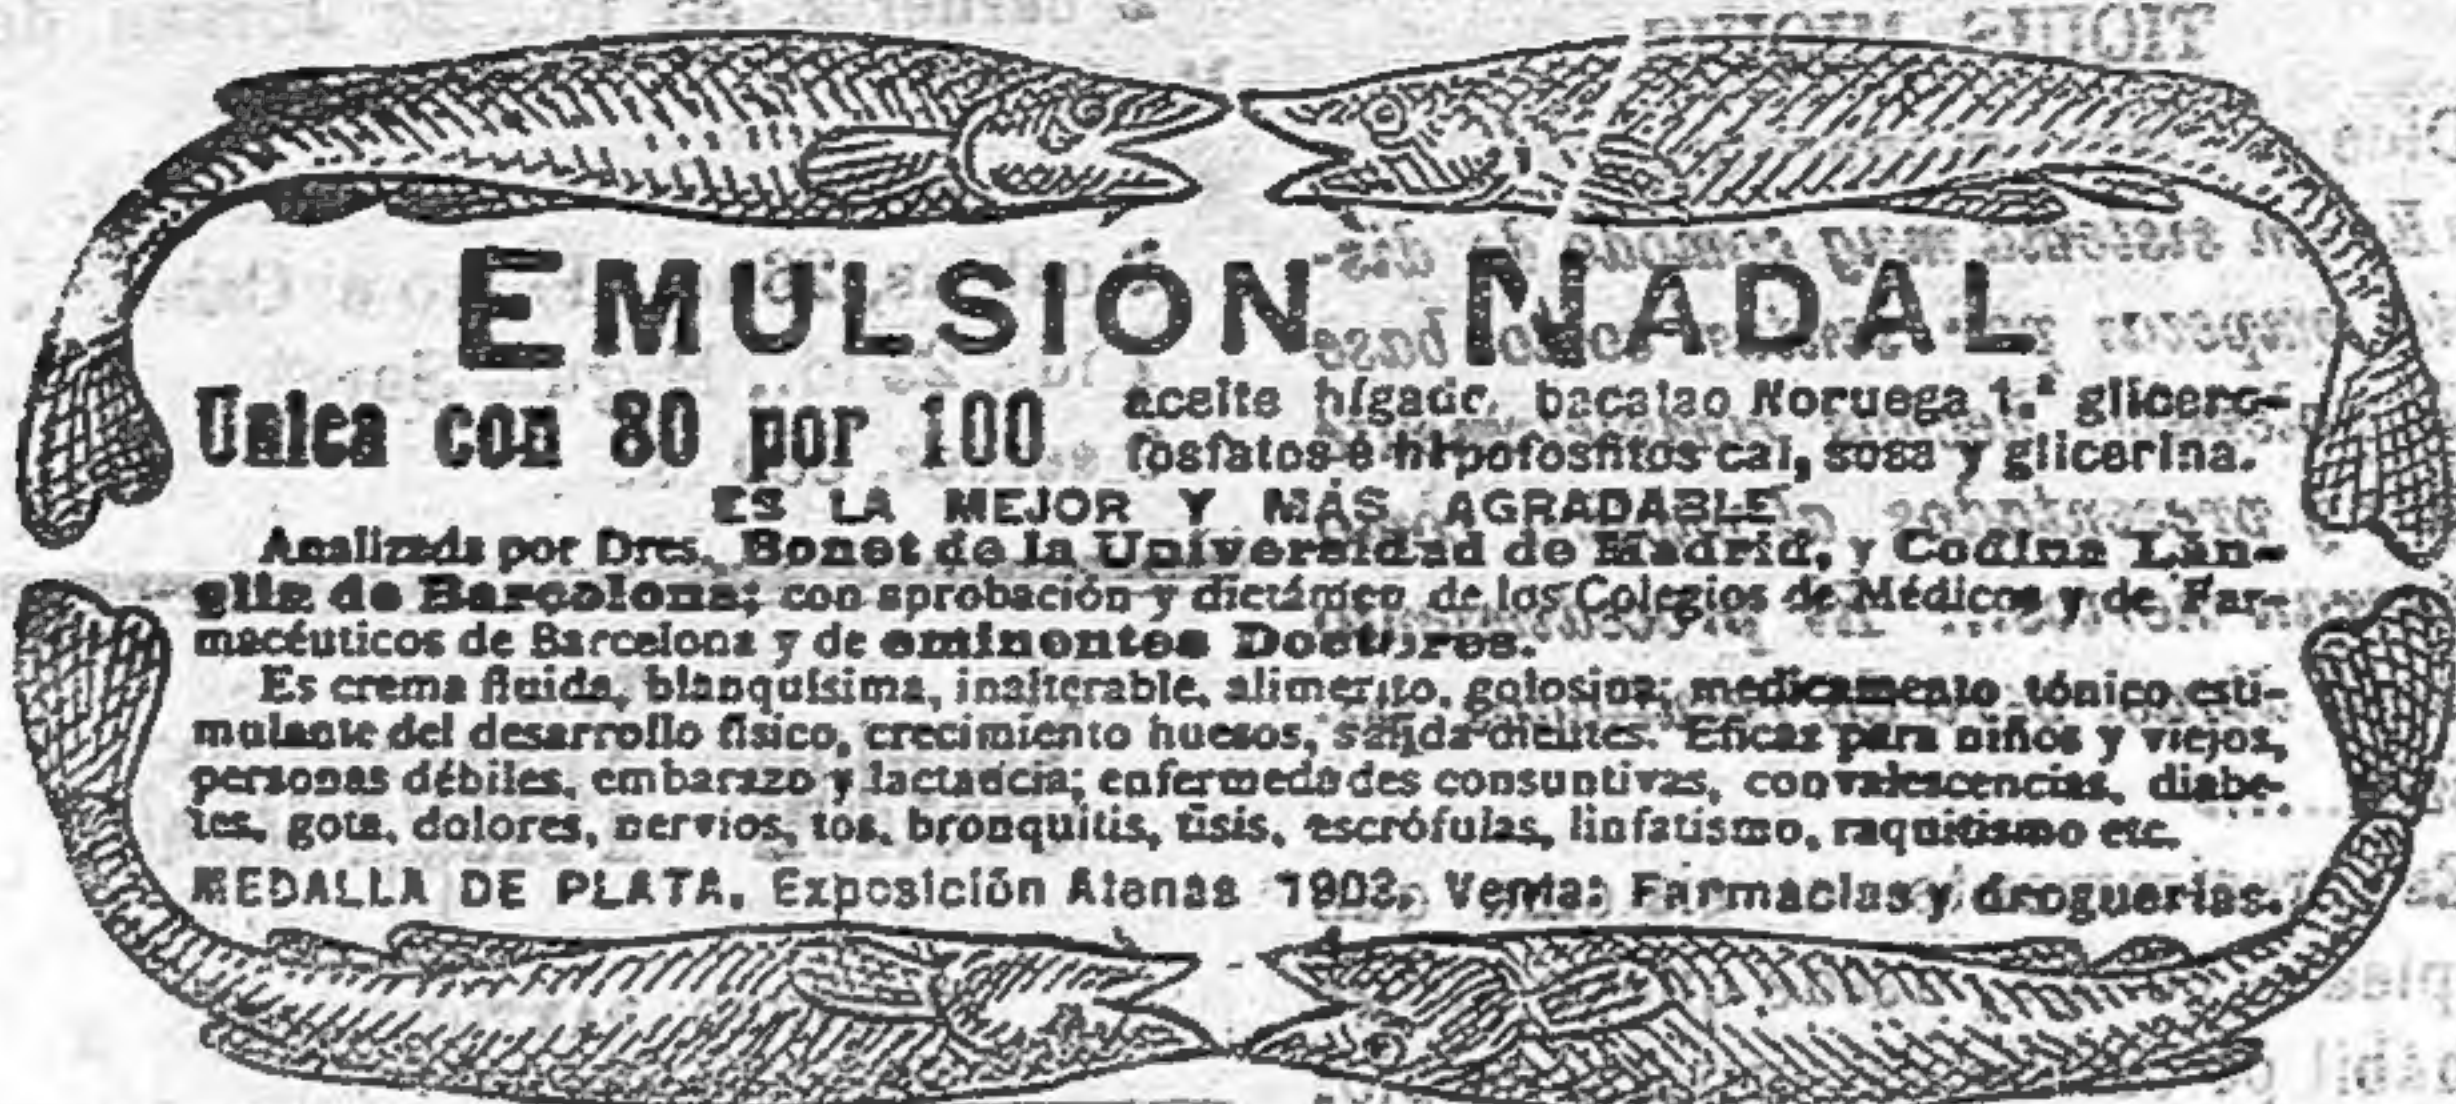 EMULSIÓN NADAL
Unica con 80 por 100 aceite hígado, bacalao Noruega 1.ª glicero-
fosfatos é hipofosfitos cal, sosa y glicerina.
ES LA MEJOR Y MÁS AGRADABLE
Analizada por Dres. Bonet de la Universidad de Madrid, y Codina Län-
glia de Barcelona; con aprobación y dictámen de los Colegios de Médicos y de Far-
macéuticos de Barcelona y de eminentes Doctores.
Es crema fluida, blanquísima, inalterable, alimento, golosina; medicamento tónico esti-
mulante del desarrollo físico, crecimiento huesos, salida dientes. Eficaz para niños y viejos,
personas débiles, embarazo y lactancia; enfermedades consuntivas, convalescencias, diabe-
tes, gota, dolores, nervios, tos, bronquitis, tisis, escrófulas, linfatismo, raquitismo etc.
MEDALLA DE PLATA. Exposición Atenas 1903. Venta: Farmacias y droguerías.